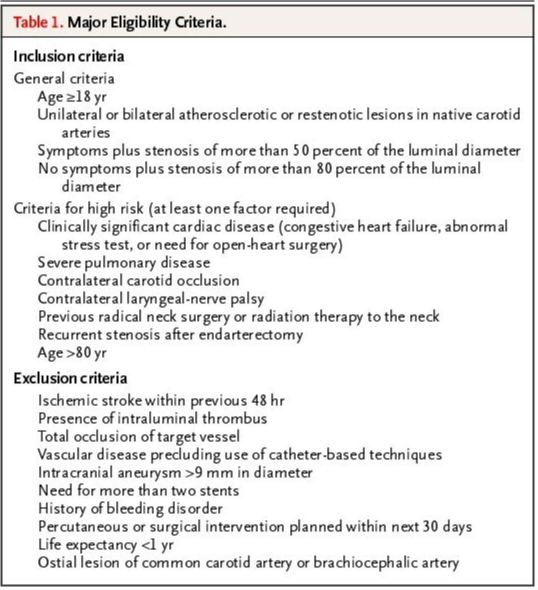 Table 1. Major Eligibility Criteria.
Inclusion criteria
General criteria
Age ≥18 yr
Unilateral or bilateral atherosclerotic or restenotic lesions in native carotid
arteries
Symptoms plus stenosis of more than 50 percent of the luminal diameter
No symptoms plus stenosis of more than 80 percent of the luminal
diameter
Criteria for high risk (at least one factor required)
Clinically significant cardiac disease (congestive heart failure, abnormal
stress test, or need for open-heart surgery)
Severe pulmonary disease
Contralateral carotid occlusion
Contralateral laryngeal-nerve palsy
Previous radical neck surgery or radiation therapy to the neck
Recurrent stenosis after endarterectomy
Age >80 yr
Exclusion criteria
Ischemic stroke within previous 48 hr
Presence of intraluminal thrombus
Total occlusion of target vessel
Vascular disease precluding use of catheter-based techniques
Intracranial aneurysm >9 mm in diameter
Need for more than two stents
History of bleeding disorder
Percutaneous or surgical intervention planned within next 30 days
Life expectancy <1 yr
Ostial lesion of common carotid artery or brachiocephalic artery